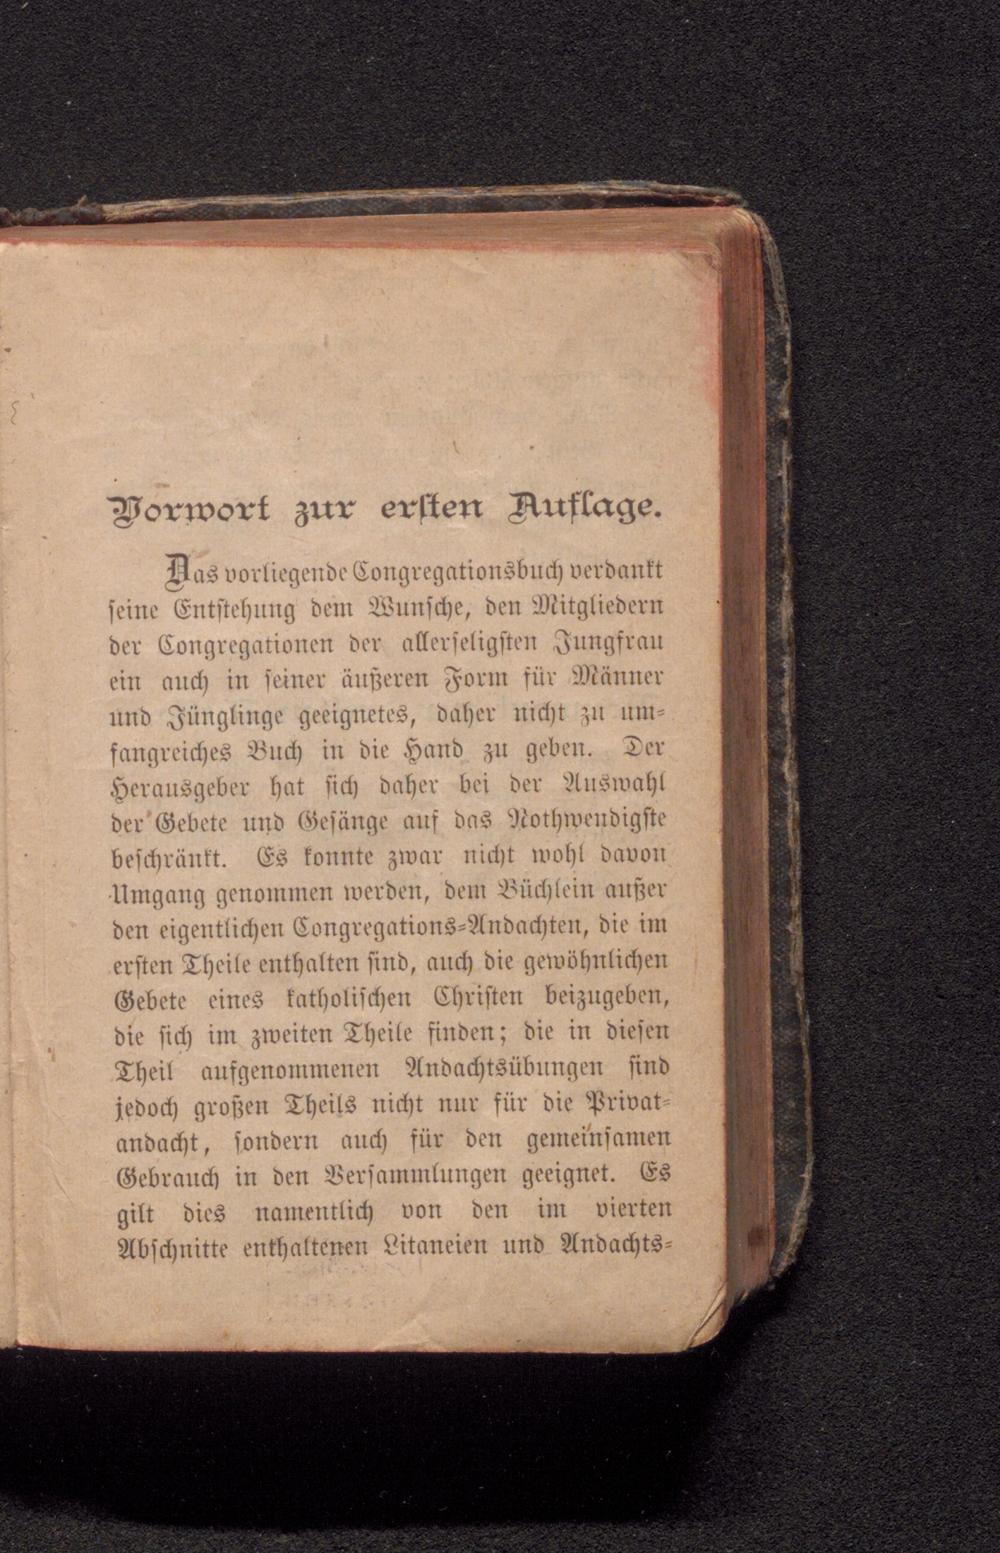 Vorwort zur ersten Auflage.
Das vorliegende Congregationsbuch verdankt
seine Entstehung dem Wunsche, den Mitgliedern
der Congregationen der allerseligsten Jungfrau
ein auch in seiner äußeren Form für Männer
und Jünglinge geeignetes, daher nicht zu um-
fangreiches Buch in die Hand zu geben. Der
Herausgeber hat sich daher bei der Auswahl
der Gebete und Gesänge auf das Nothwendigste
beschränkt. Es konnte zwar nicht wohl davon
Umgang genommen werden, dem Büchlein außer
den eigentlichen Congregations-Andachten, die im
ersten Theile enthalten sind, auch die gewöhnlichen
Gebete eines katholischen Christen beizugeben,
die sich im zweiten Theile finden; die in diesen
Theil aufgenommenen Andachtsübungen sind
jedoch großen Theils nicht nur für die Privat-
andacht, sondern auch für den gemeinsamen
Gebrauch in den Versammlungen geeignet. Es
gilt dies namentlich von den im vierten
Abschnitte enthaltenen Litaneien und Andachts-